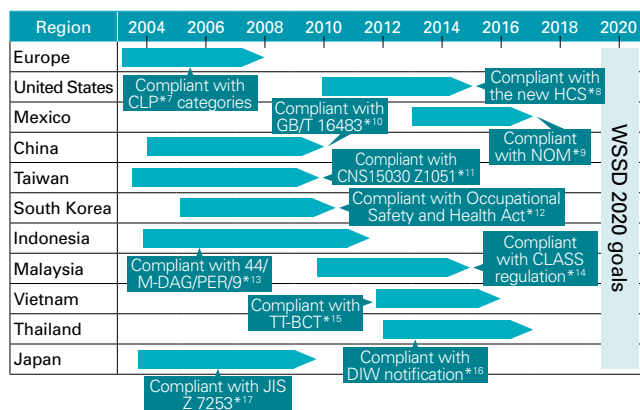 Region 2004 2006 2008 2010 2012 2014 2016 2018 2020
Europe
Compliant with
CLP*7 categories
United States
Compliant with
the new HCS*8
Mexico
Compliant
with NOM*9
China
Compliant with
GB/T 16483*10
Taiwan
Compliant with
CNS15030 Z1051*11
South Korea
Compliant with Occupational
Safety and Health Act*12
Indonesia
Compliant with 44/
M-DAG/PER/9*13
Malaysia
Compliant
with CLASS
regulation*14
Vietnam
Compliant with
TT-BCT*15
Thailand
Compliant with
DIW notification*16
Japan
Compliant with JIS
Z 7253*17
WSSD 2020 goals